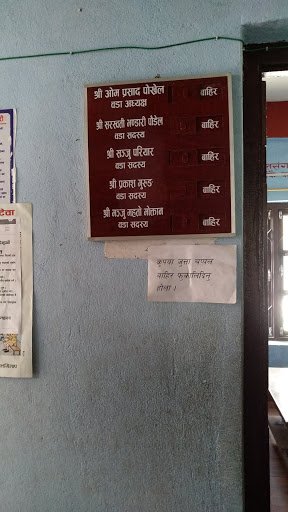 श्री ओम प्रसाद पोखेल
वडा अध्यक्ष
बाहिर
श्री सरस्वती भण्डारी पौडेल
वडा सदस्य
बाहिर
श्री सञ्जु परियार
वडा सदस्य
बाहिर
श्री प्रकाश गुरुङ
वडा सदस्य
बाहिर
श्री मञ्जु महतो मोक्तान
वडा सदस्य
बाहिर
कृपया जुत्ता चप्पल
बाहिर फुकालिदिनु
होला ।